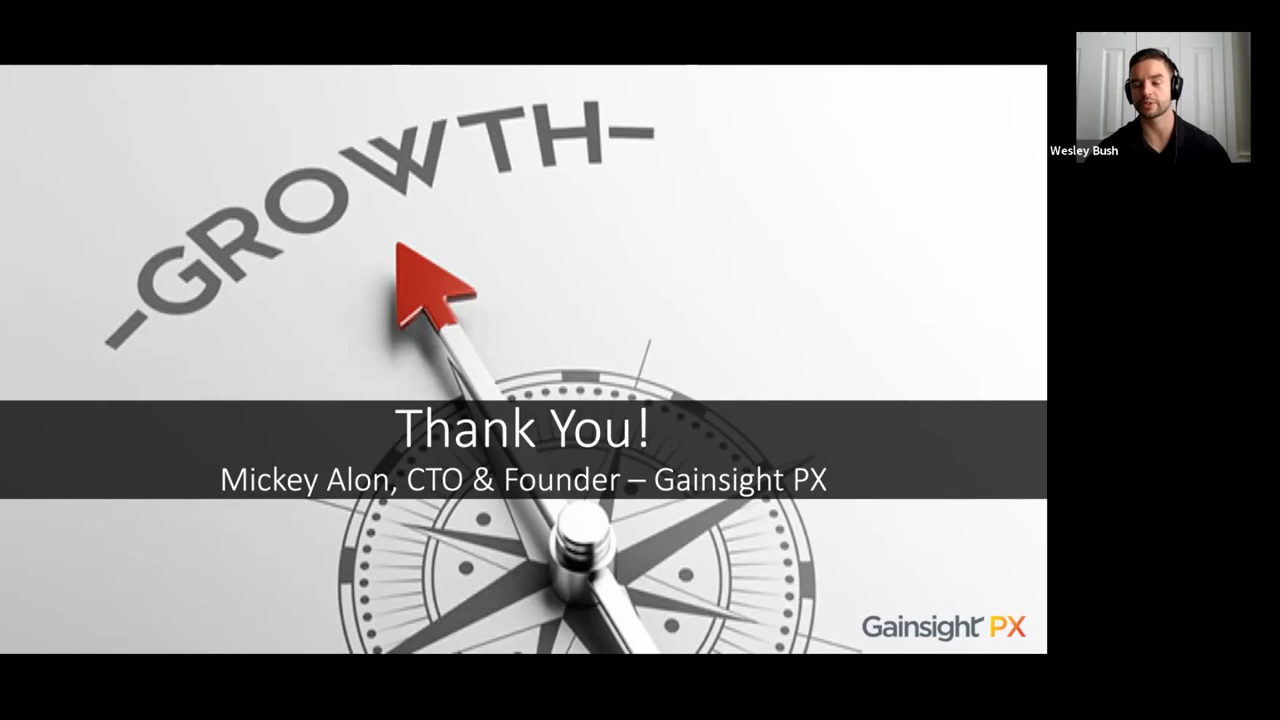 -GROWTH-
Thank You!
Mickey Alon, CTO & Founder – Gainsight PX
Gainsight PX
Wesley Bush